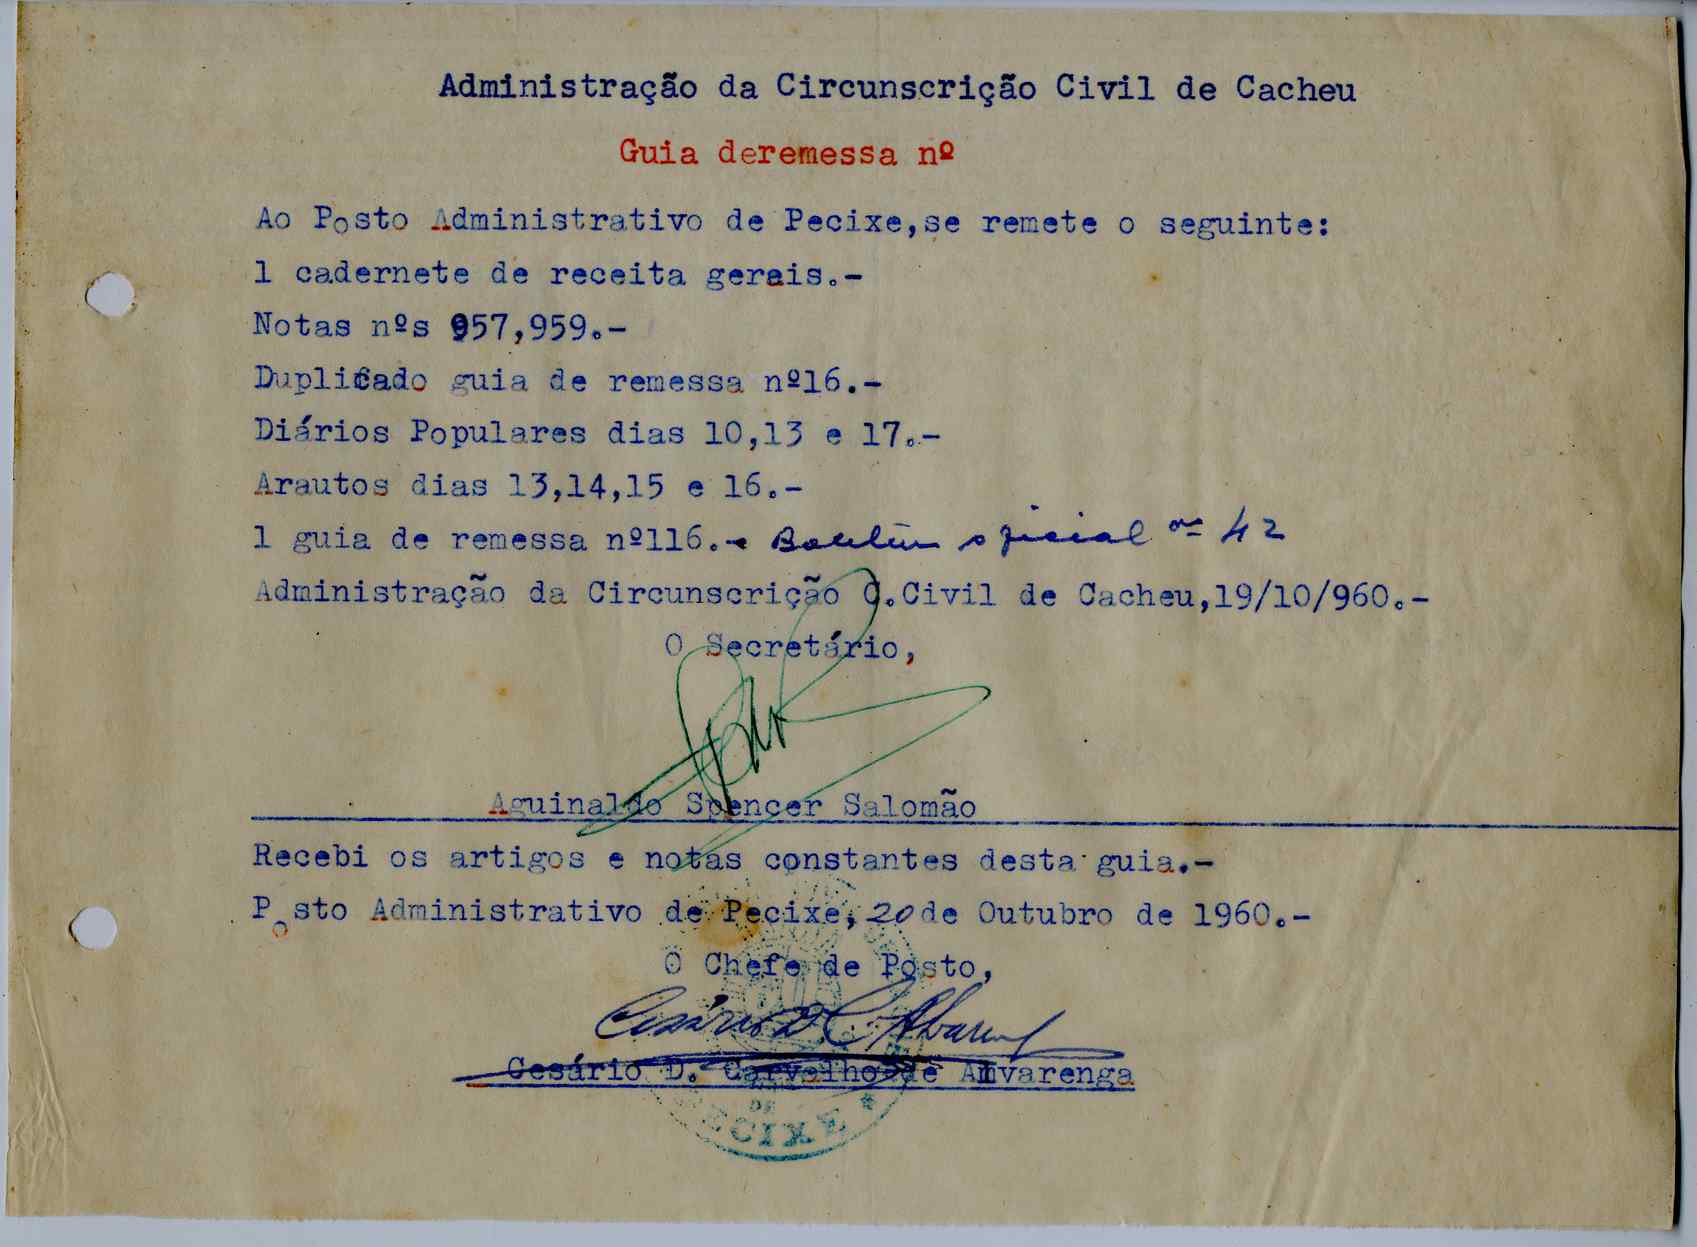 Administração da Circunscrição Civil de Cacheu
Guia deremessa nº
Ao Posto Administrativo de Pecixe,se remete o seguinte:
1 cadernete de receita gerais.-
Notas nºs 957,959.-
Duplicado guia de remessa nº16.-
Diários Populares dias 10,13 e 17.-
Arautos dias 13,14,15 e 16.-
1 guia de remessa nº116.- Boletim oficial nº 42
Administração da Circunscrição C.Civil de Cacheu,19/10/960.-
O Secretário,
Aguinaldo Spencer Salomão
Recebi os artigos e notas constantes desta guia.-
Posto Administrativo de Pecixe, 20 de Outubro de 1960.-
O Chefe de Posto,
Cesário D. C. Alvarenga
Cesário D. Carvalho de Alvarenga
DE
PECIXE *